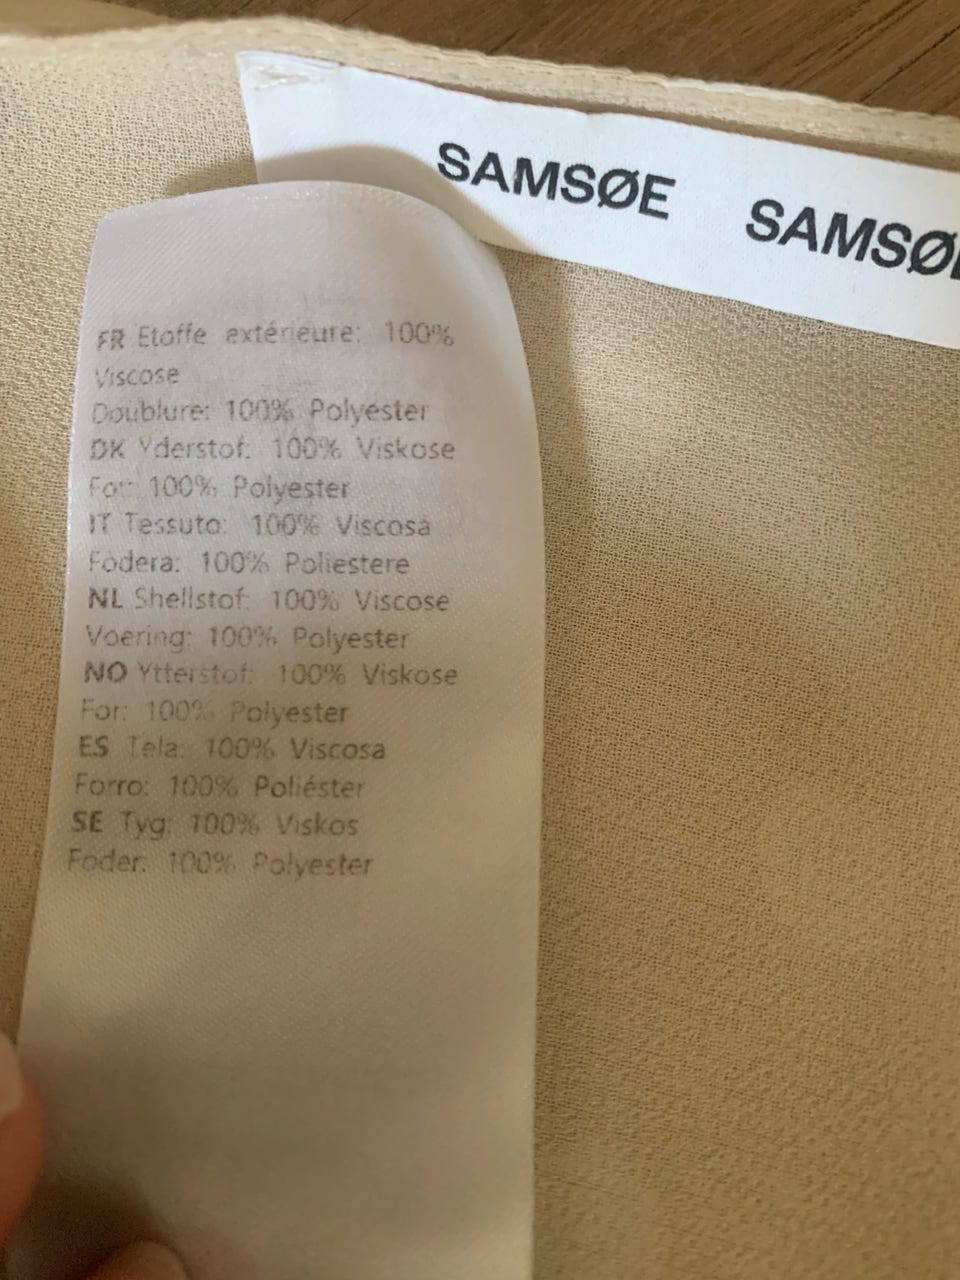 SAMSØE SAMSØE
FR Etoffe extérieure: 100%
Viscose
Doublure: 100% Polyester
DK Yderstof: 100% Viskose
For: 100% Polyester
IT Tessuto: 100% Viscosa
Fodera: 100% Poliestere
NL Shellstof: 100% Viscose
Voering: 100% Polyester
NO Ytterstof: 100% Viskose
For: 100% Polyester
ES Tela: 100% Viscosa
Forro: 100% Poliéster
SE Tyg: 100% Viskos
Foder: 100% Polyester